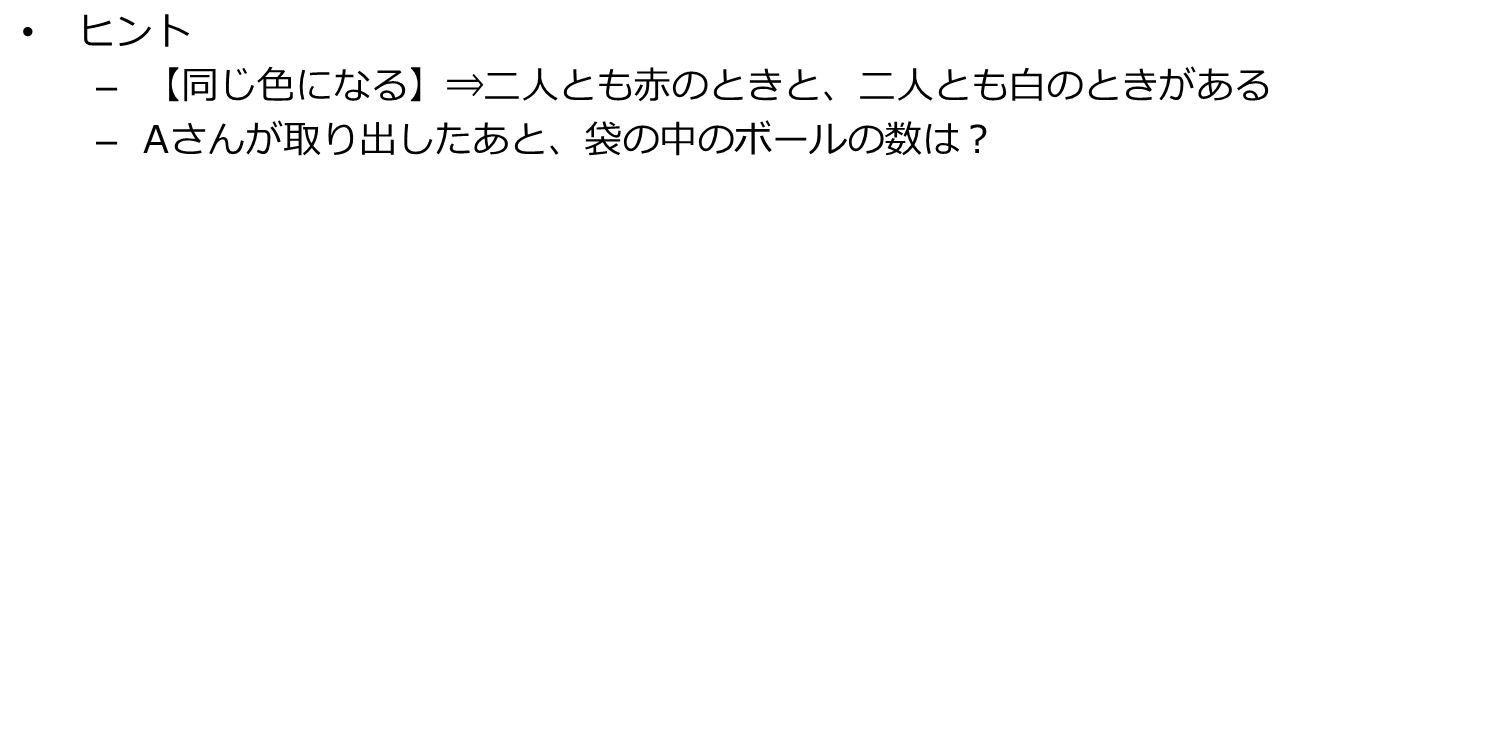 • ヒント
– 【同じ色になる】⇒二人とも赤のときと、二人とも白のときがある
– Aさんが取り出したあと、袋の中のボールの数は？